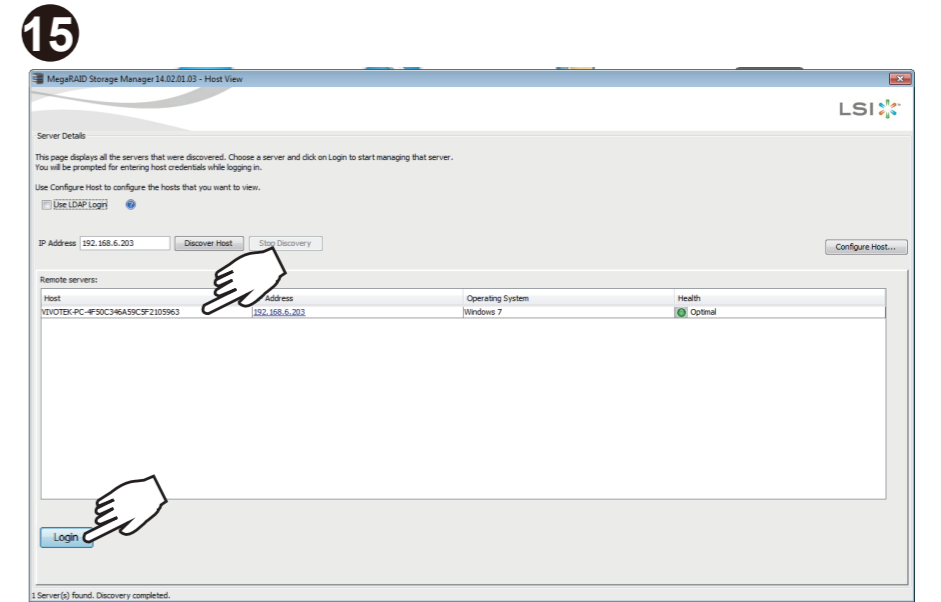 15
MegaRAID Storage Manager 14.02.01.03 - Host View
LSI
Server Details
This page displays all the servers that were discovered. Choose a server and click on Login to start managing that server.
You will be prompted for entering host credentials while logging in.
Use Configure Host to configure the hosts that you want to view.
Use LDAP Login
IP Address 192.168.6.203 Discover Host Stop Discovery Configure Host...
Remote servers:
Host Address Operating System Health
VIVOTEK-PC-4F50C346A59C5F2105963 192.168.6.203 Windows 7 Optimal
Login
1 Server(s) found. Discovery completed.